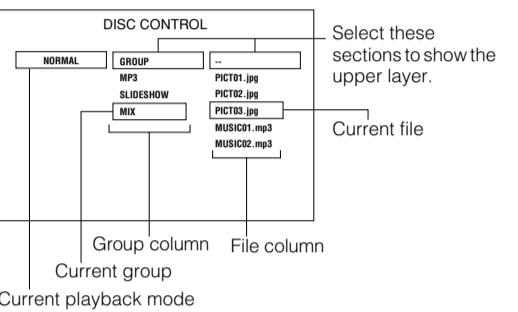 DISC CONTROL
Select these
sections to show the
upper layer.
NORMAL GROUP --
MP3 PICT01.jpg
SLIDESHOW PICT02.jpg
MIX PICT03.jpg
Current file
MUSIC01.mp3
MUSIC02.mp3
Group column File column
Current group
Current playback mode